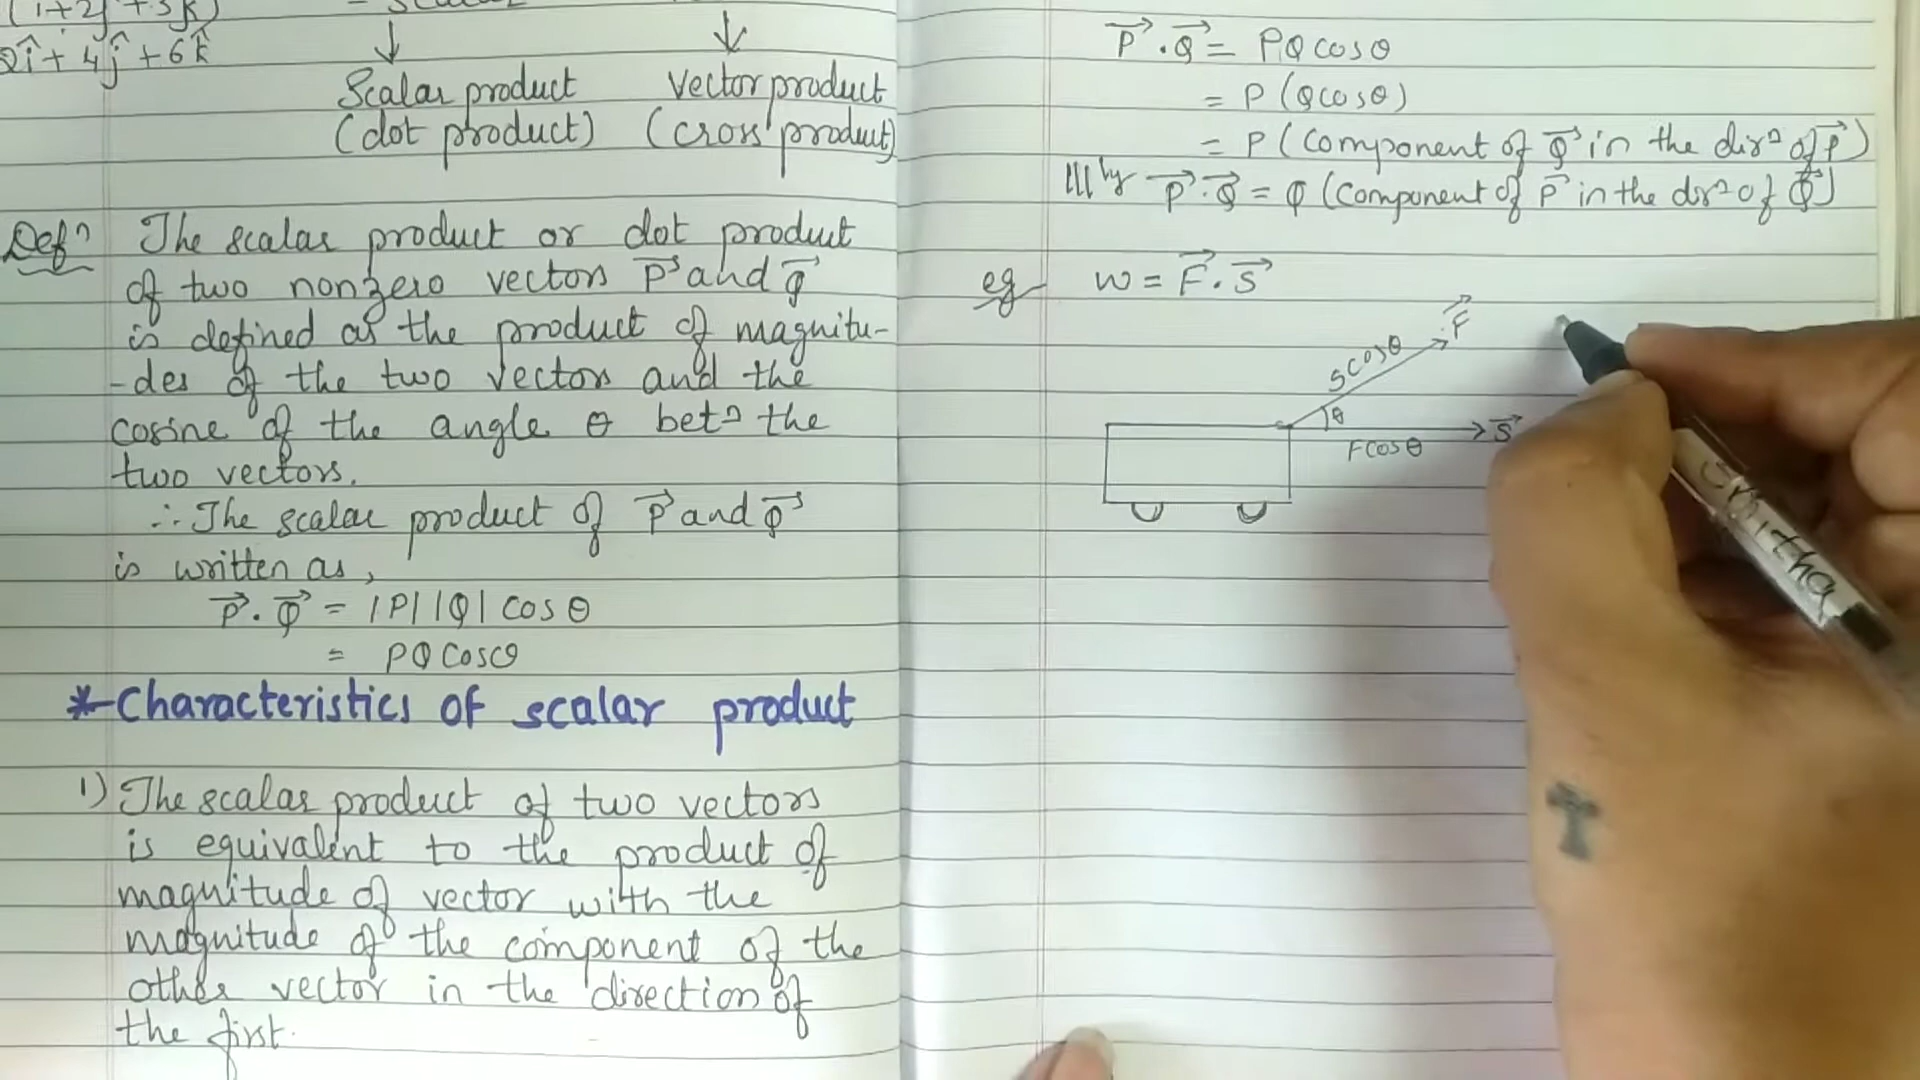 2î + 4ĵ + 6k̂
Scalar product
(dot product)
Vector product
(cross product)
Defⁿ The scalar product or dot product
of two nonzero vectors P⃗ and Q⃗
is defined as the product of magnitu-
-des of the two vectors and the
cosine of the angle θ betⁿ the
two vectors.
∴ The scalar product of P⃗ and Q⃗
is written as,
P⃗ . Q⃗ = |P| |Q| cos θ
= PQ cos θ
*Characteristics of scalar product
1) The scalar product of two vectors
is equivalent to the product of
magnitude of vector with the
magnitude of the component of the
other vector in the direction of
the first.
P⃗ . Q⃗ = PQ cos θ
= P (Q cos θ)
= P (component of Q⃗ in the dirⁿ of P⃗)
|||ly P⃗ . Q⃗ = Q (component of P⃗ in the dirⁿ of Q⃗)
eg W = F⃗ . S⃗
F⃗
S cos θ
θ
S⃗
F cos θ
smitha